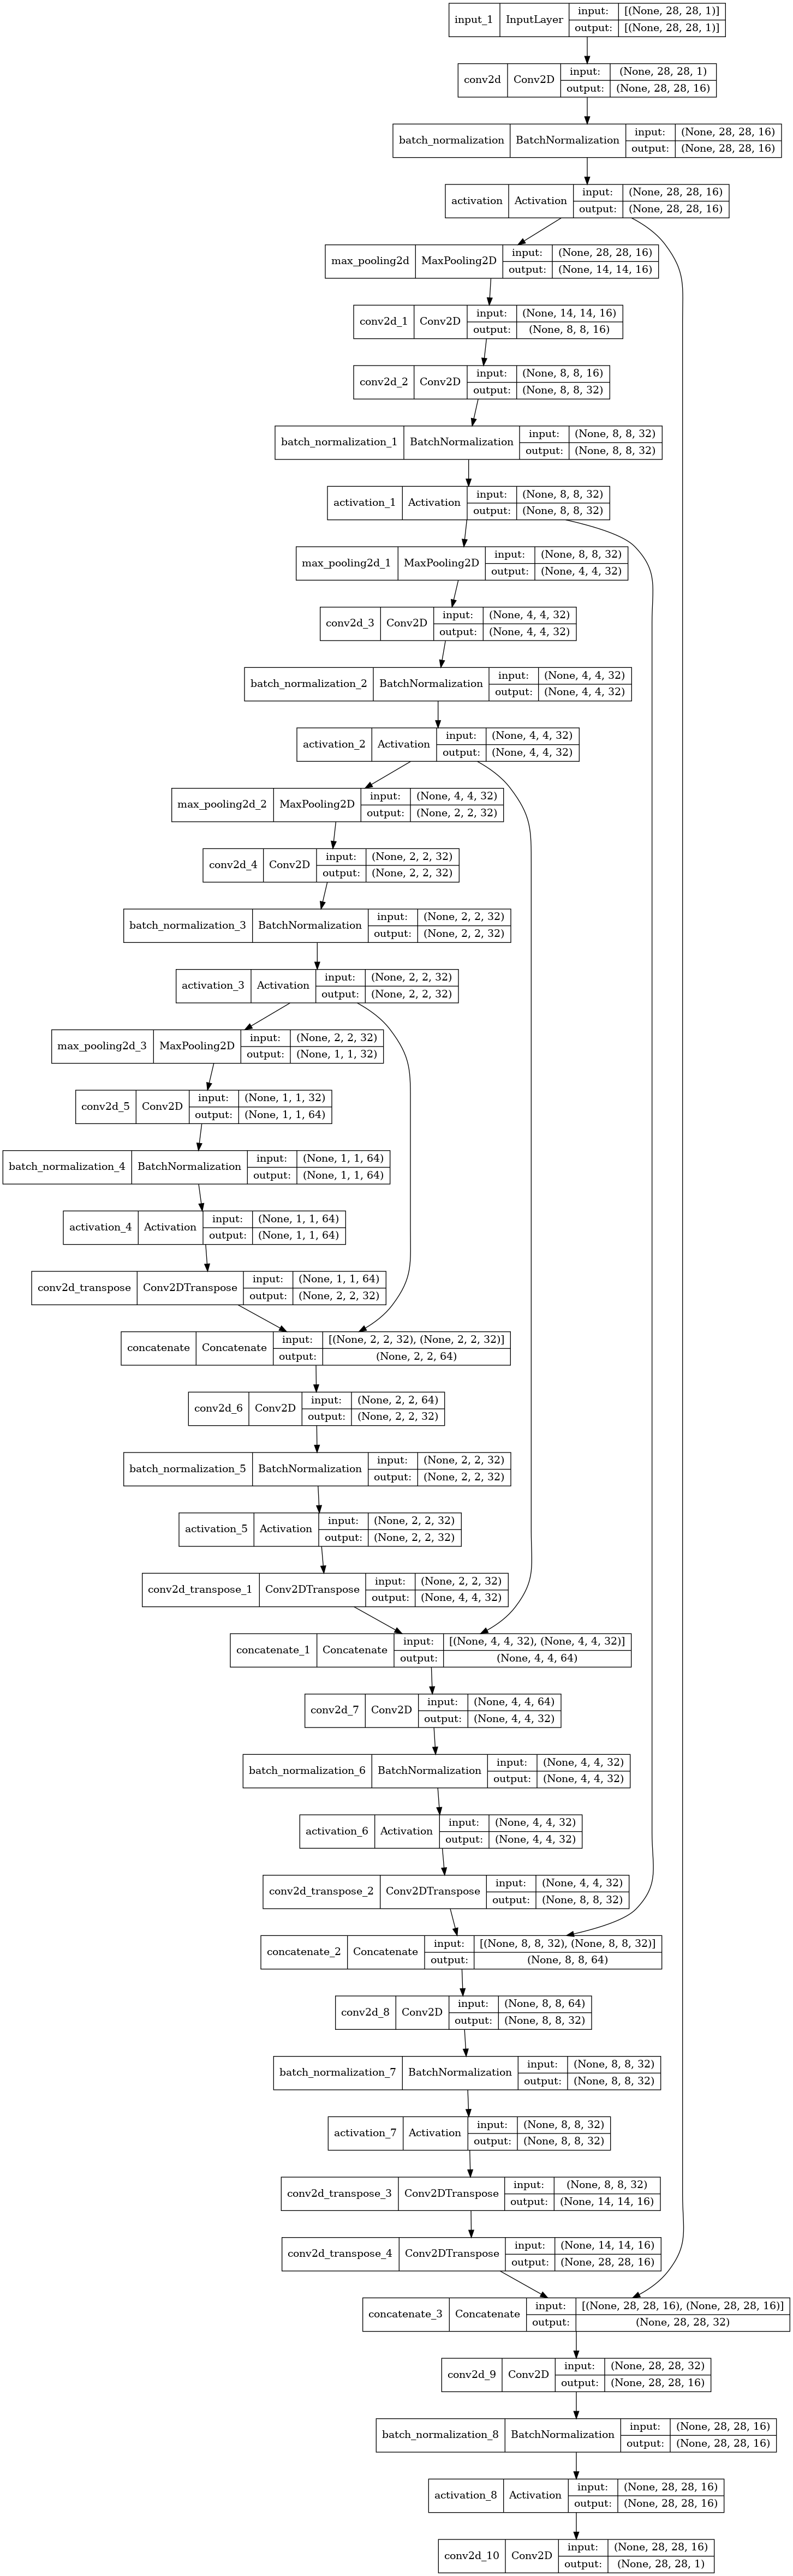 input_1 InputLayer input: [(None, 28, 28, 1)]
output: [(None, 28, 28, 1)]
conv2d Conv2D input: (None, 28, 28, 1)
output: (None, 28, 28, 16)
batch_normalization BatchNormalization input: (None, 28, 28, 16)
output: (None, 28, 28, 16)
activation Activation input: (None, 28, 28, 16)
output: (None, 28, 28, 16)
max_pooling2d MaxPooling2D input: (None, 28, 28, 16)
output: (None, 14, 14, 16)
conv2d_1 Conv2D input: (None, 14, 14, 16)
output: (None, 8, 8, 16)
conv2d_2 Conv2D input: (None, 8, 8, 16)
output: (None, 8, 8, 32)
batch_normalization_1 BatchNormalization input: (None, 8, 8, 32)
output: (None, 8, 8, 32)
activation_1 Activation input: (None, 8, 8, 32)
output: (None, 8, 8, 32)
max_pooling2d_1 MaxPooling2D input: (None, 8, 8, 32)
output: (None, 4, 4, 32)
conv2d_3 Conv2D input: (None, 4, 4, 32)
output: (None, 4, 4, 32)
batch_normalization_2 BatchNormalization input: (None, 4, 4, 32)
output: (None, 4, 4, 32)
activation_2 Activation input: (None, 4, 4, 32)
output: (None, 4, 4, 32)
max_pooling2d_2 MaxPooling2D input: (None, 4, 4, 32)
output: (None, 2, 2, 32)
conv2d_4 Conv2D input: (None, 2, 2, 32)
output: (None, 2, 2, 32)
batch_normalization_3 BatchNormalization input: (None, 2, 2, 32)
output: (None, 2, 2, 32)
activation_3 Activation input: (None, 2, 2, 32)
output: (None, 2, 2, 32)
max_pooling2d_3 MaxPooling2D input: (None, 2, 2, 32)
output: (None, 1, 1, 32)
conv2d_5 Conv2D input: (None, 1, 1, 32)
output: (None, 1, 1, 64)
batch_normalization_4 BatchNormalization input: (None, 1, 1, 64)
output: (None, 1, 1, 64)
activation_4 Activation input: (None, 1, 1, 64)
output: (None, 1, 1, 64)
conv2d_transpose Conv2DTranspose input: (None, 1, 1, 64)
output: (None, 2, 2, 32)
concatenate Concatenate input: [(None, 2, 2, 32), (None, 2, 2, 32)]
output: (None, 2, 2, 64)
conv2d_6 Conv2D input: (None, 2, 2, 64)
output: (None, 2, 2, 32)
batch_normalization_5 BatchNormalization input: (None, 2, 2, 32)
output: (None, 2, 2, 32)
activation_5 Activation input: (None, 2, 2, 32)
output: (None, 2, 2, 32)
conv2d_transpose_1 Conv2DTranspose input: (None, 2, 2, 32)
output: (None, 4, 4, 32)
concatenate_1 Concatenate input: [(None, 4, 4, 32), (None, 4, 4, 32)]
output: (None, 4, 4, 64)
conv2d_7 Conv2D input: (None, 4, 4, 64)
output: (None, 4, 4, 32)
batch_normalization_6 BatchNormalization input: (None, 4, 4, 32)
output: (None, 4, 4, 32)
activation_6 Activation input: (None, 4, 4, 32)
output: (None, 4, 4, 32)
conv2d_transpose_2 Conv2DTranspose input: (None, 4, 4, 32)
output: (None, 8, 8, 32)
concatenate_2 Concatenate input: [(None, 8, 8, 32), (None, 8, 8, 32)]
output: (None, 8, 8, 64)
conv2d_8 Conv2D input: (None, 8, 8, 64)
output: (None, 8, 8, 32)
batch_normalization_7 BatchNormalization input: (None, 8, 8, 32)
output: (None, 8, 8, 32)
activation_7 Activation input: (None, 8, 8, 32)
output: (None, 8, 8, 32)
conv2d_transpose_3 Conv2DTranspose input: (None, 8, 8, 32)
output: (None, 14, 14, 16)
conv2d_transpose_4 Conv2DTranspose input: (None, 14, 14, 16)
output: (None, 28, 28, 16)
concatenate_3 Concatenate input: [(None, 28, 28, 16), (None, 28, 28, 16)]
output: (None, 28, 28, 32)
conv2d_9 Conv2D input: (None, 28, 28, 32)
output: (None, 28, 28, 16)
batch_normalization_8 BatchNormalization input: (None, 28, 28, 16)
output: (None, 28, 28, 16)
activation_8 Activation input: (None, 28, 28, 16)
output: (None, 28, 28, 16)
conv2d_10 Conv2D input: (None, 28, 28, 16)
output: (None, 28, 28, 1)